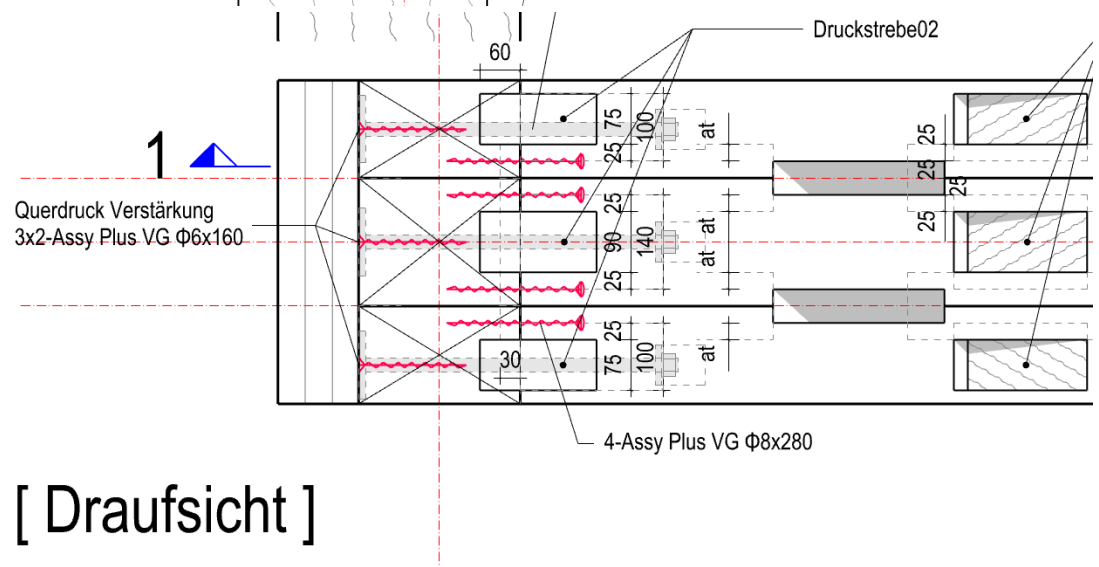 60
Druckstrebe02
75
100
at
25
25
25
25
1
Querdruck Verstärkung
3x2-Assy Plus VG Φ6x160
25
90
140
at
at
25
25
25
30
75
100
at
4-Assy Plus VG Φ8x280
[ Draufsicht ]